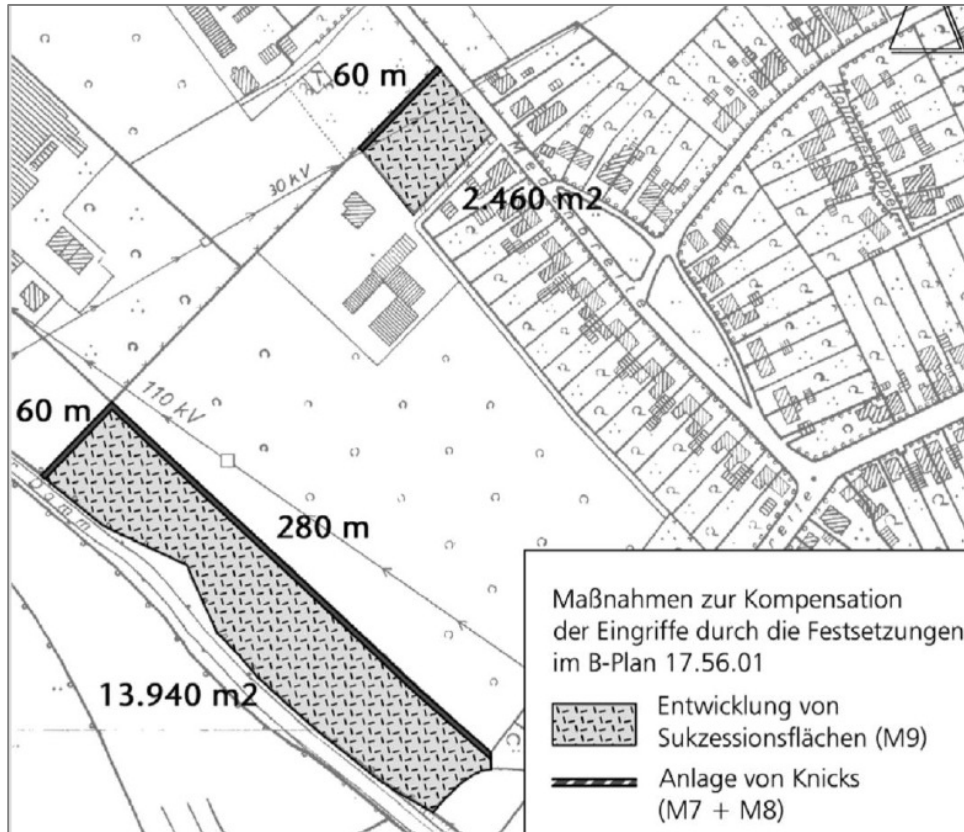 60 m
30 kV
2.460 m2
110 kV
60 m
280 m
Damm
13.940 m2
Maßnahmen zur Kompensation
der Eingriffe durch die Festsetzungen
im B-Plan 17.56.01
Entwicklung von
Sukzessionsflächen (M9)
Anlage von Knicks
(M7 + M8)